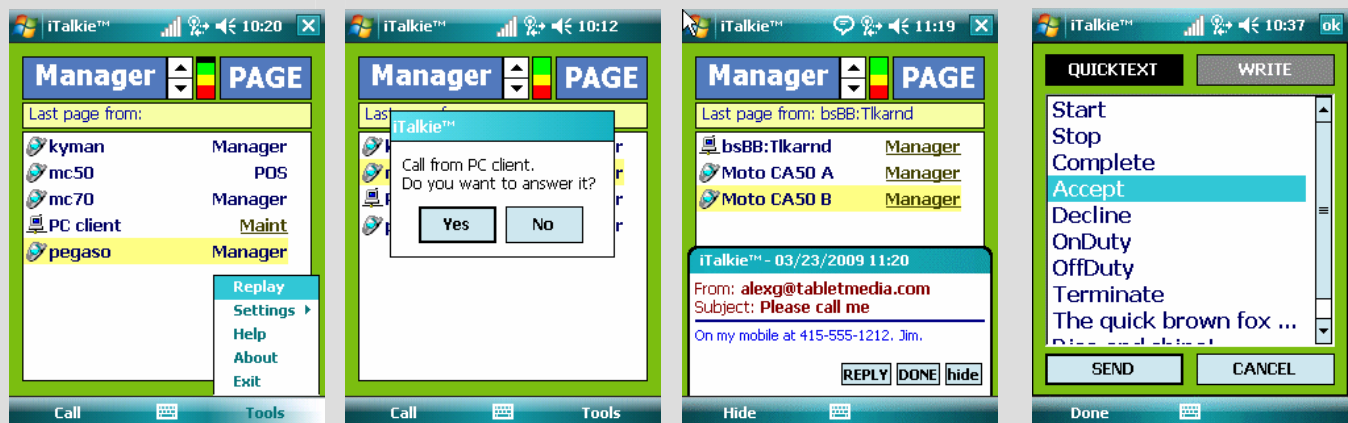 iTalkie™ 10:20
Manager PAGE
Last page from:
kyman Manager
mc50 POS
mc70 Manager
PC client Maint
pegaso Manager
Replay
Settings
Help
About
Exit
Call Tools
iTalkie™ 10:12
Manager PAGE
iTalkie™
Call from PC client.
Do you want to answer it?
Yes No
Call Tools
iTalkie™ 11:19
Manager PAGE
Last page from: bsBB:Tlkarnd
bsBB:Tlkarnd Manager
Moto CA50 A Manager
Moto CA50 B Manager
iTalkie™ - 03/23/2009 11:20
From: alexg@tabletmedia.com
Subject: Please call me
On my mobile at 415-555-1212. Jim.
REPLY DONE hide
Hide
iTalkie™ 10:37 ok
QUICKTEXT WRITE
Start
Stop
Complete
Accept
Decline
OnDuty
OffDuty
Terminate
The quick brown fox ...
SEND CANCEL
Done